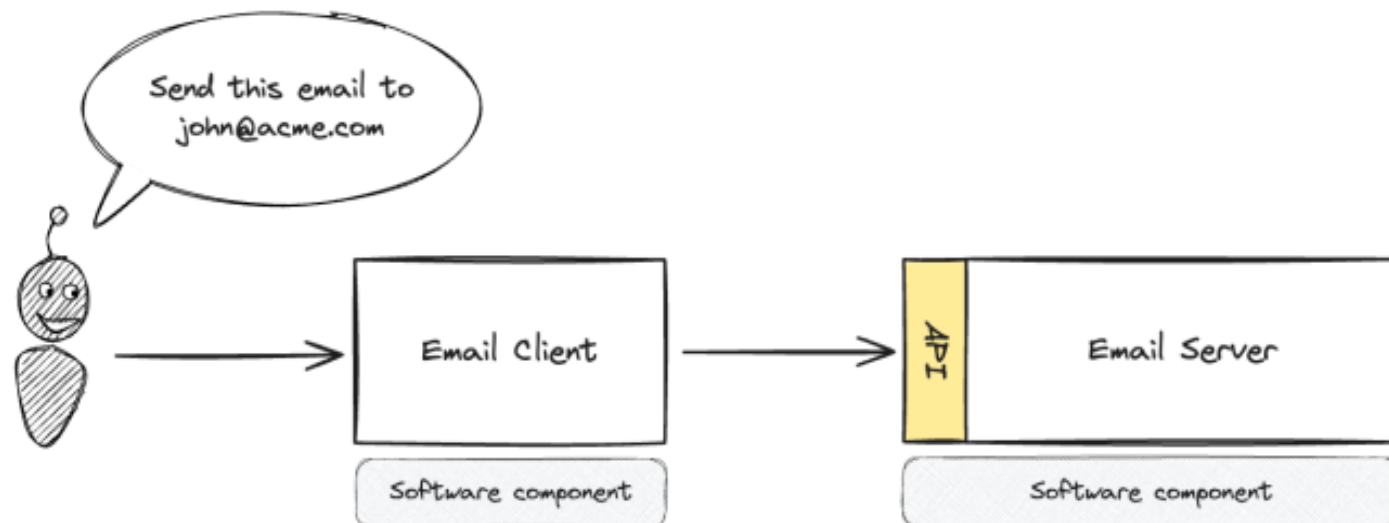 Send this email to
john@acme.com
Email Client
API
Email Server
Software component
Software component